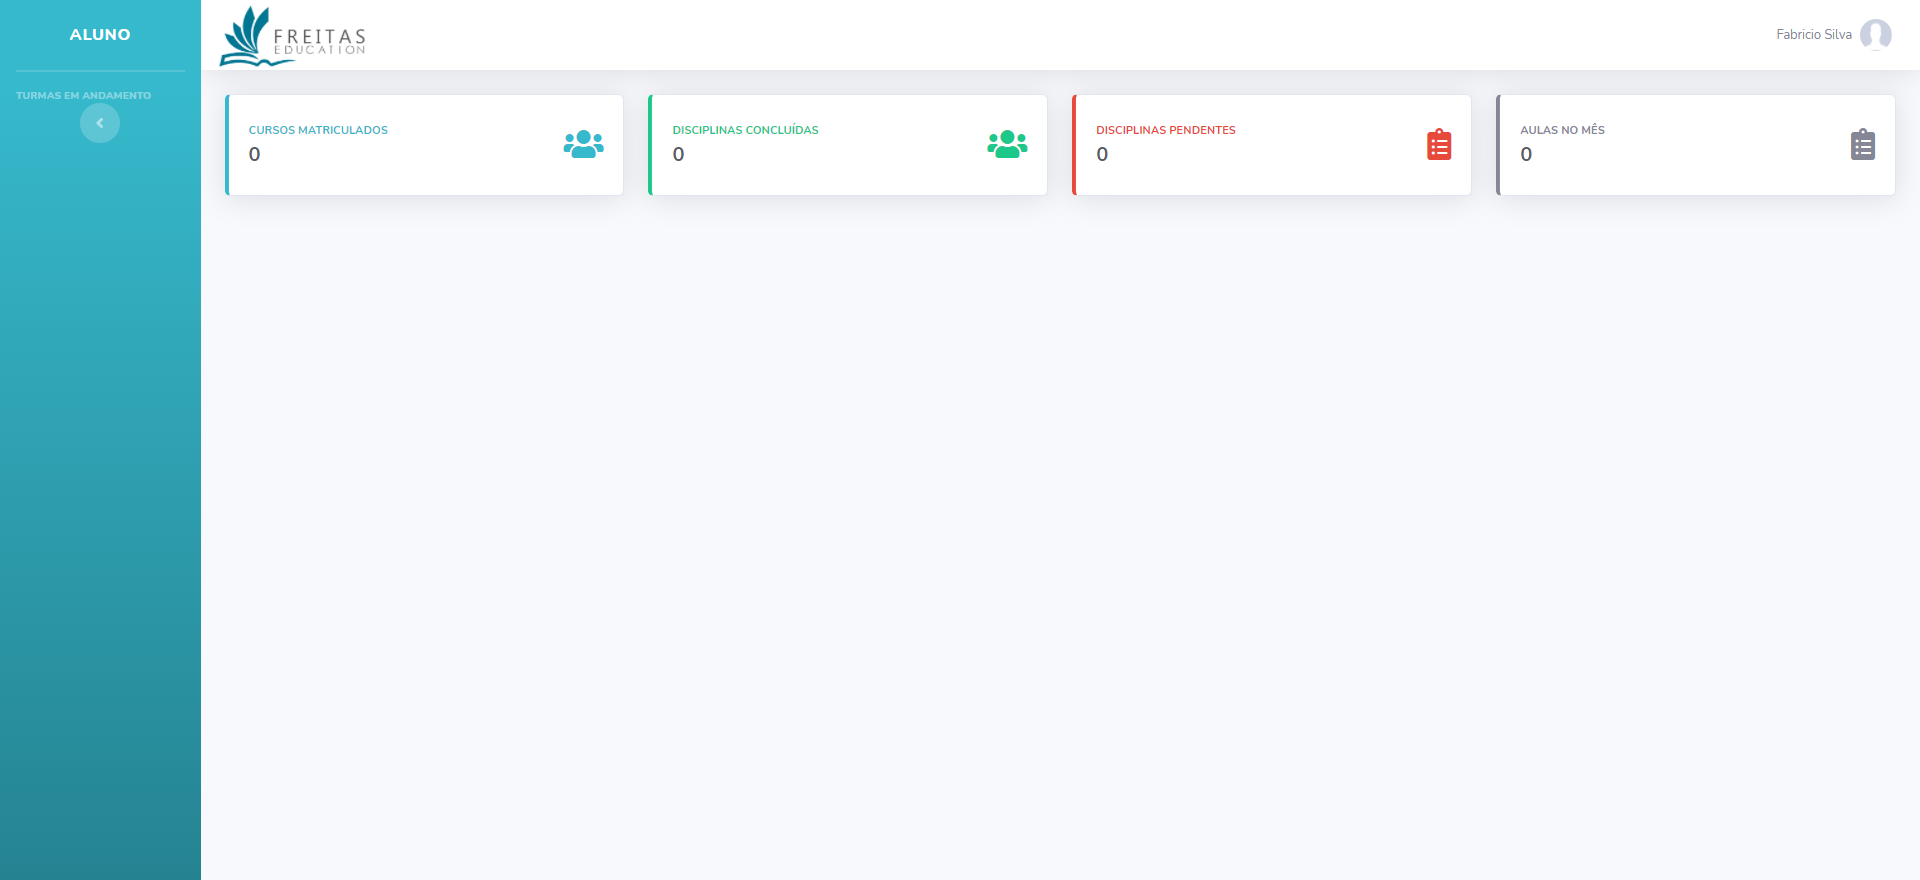 ALUNO
TURMAS EM ANDAMENTO
FREITAS
EDUCATION
Fabricio Silva
CURSOS MATRICULADOS
0
DISCIPLINAS CONCLUÍDAS
0
DISCIPLINAS PENDENTES
0
AULAS NO MÊS
0